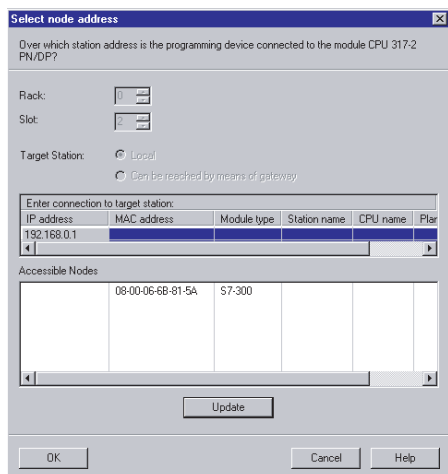 Select node address
Over which station address is the programming device connected to the module CPU 317-2
PN/DP?
Rack: 0
Slot: 2
Target Station: Local
Can be reached by means of gateway
Enter connection to target station:
IP address MAC address Module type Station name CPU name Plan
192.168.0.1
Accessible Nodes
08-00-06-6B-81-5A S7-300
Update
OK Cancel Help